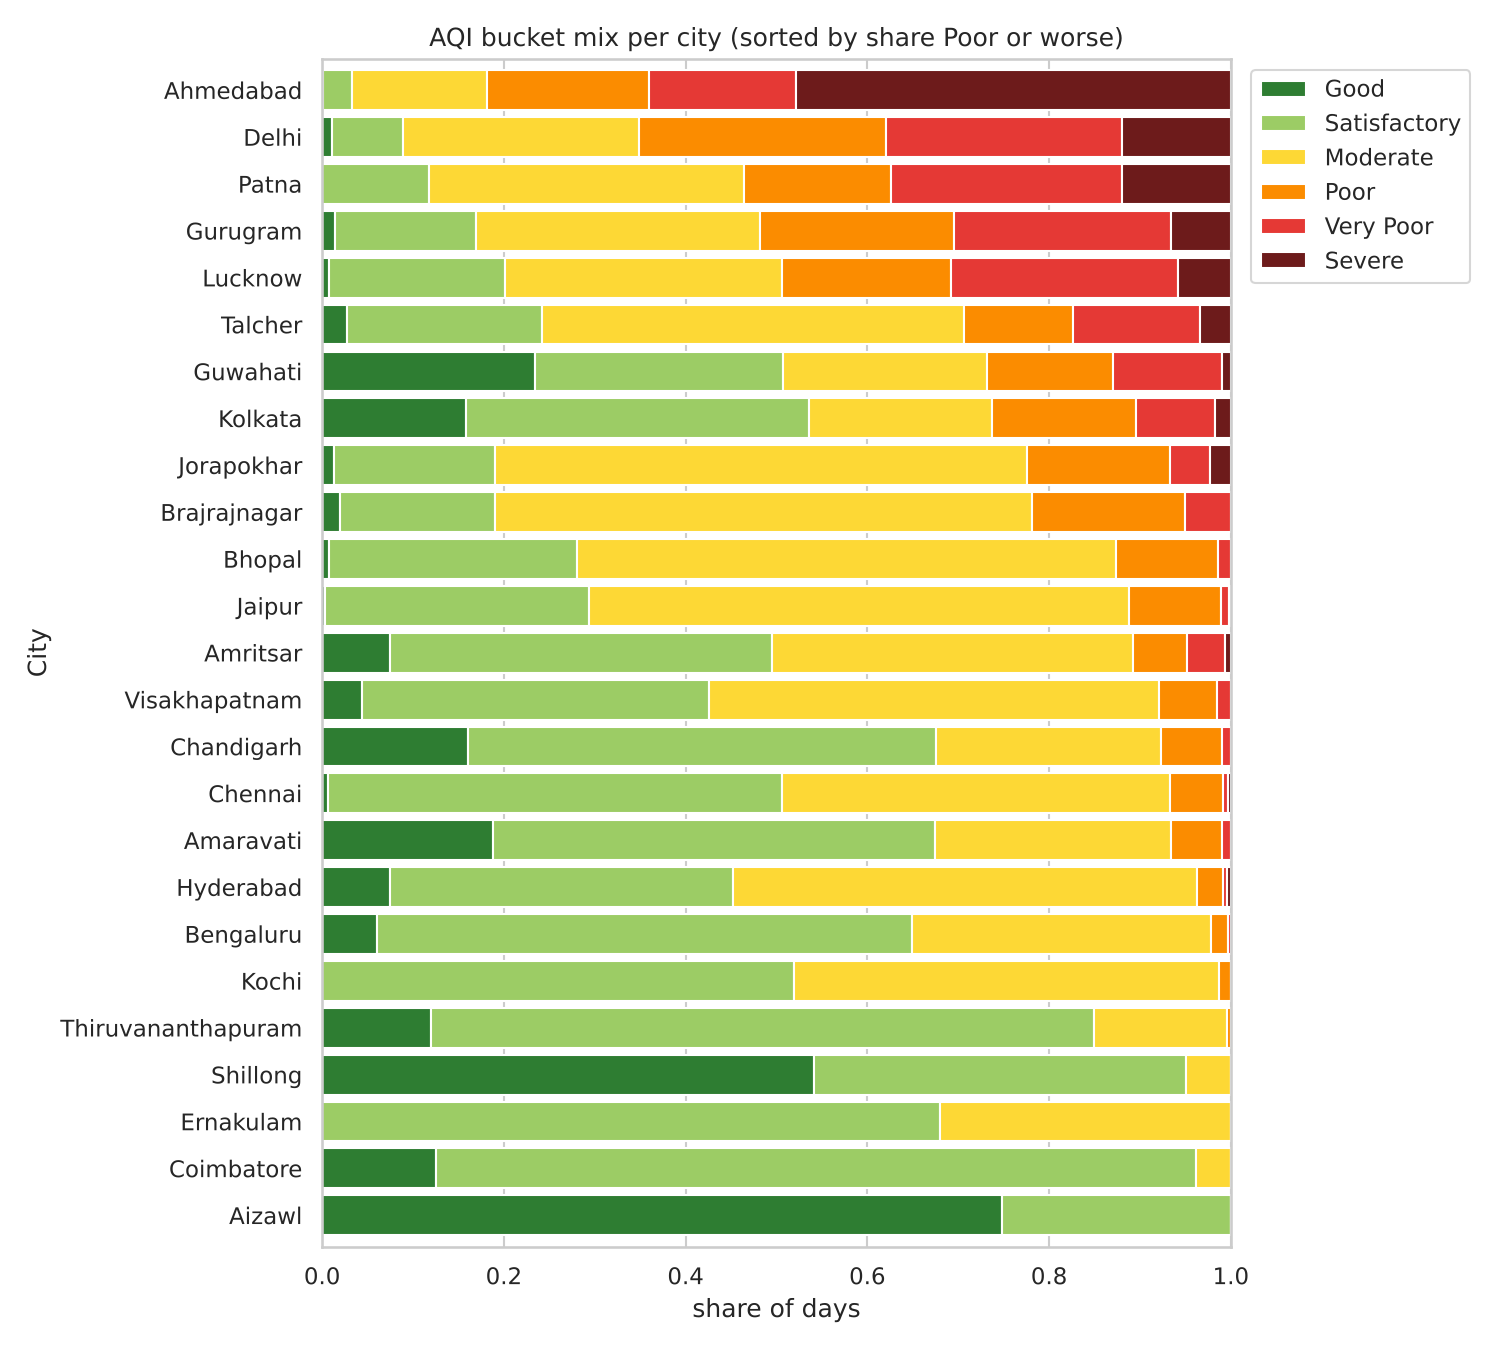 AQI bucket mix per city (sorted by share Poor or worse)
Good
Satisfactory
Moderate
Poor
Very Poor
Severe
City
Ahmedabad
Delhi
Patna
Gurugram
Lucknow
Talcher
Guwahati
Kolkata
Jorapokhar
Brajrajnagar
Bhopal
Jaipur
Amritsar
Visakhapatnam
Chandigarh
Chennai
Amaravati
Hyderabad
Bengaluru
Kochi
Thiruvananthapuram
Shillong
Ernakulam
Coimbatore
Aizawl
0.0 0.2 0.4 0.6 0.8 1.0
share of days